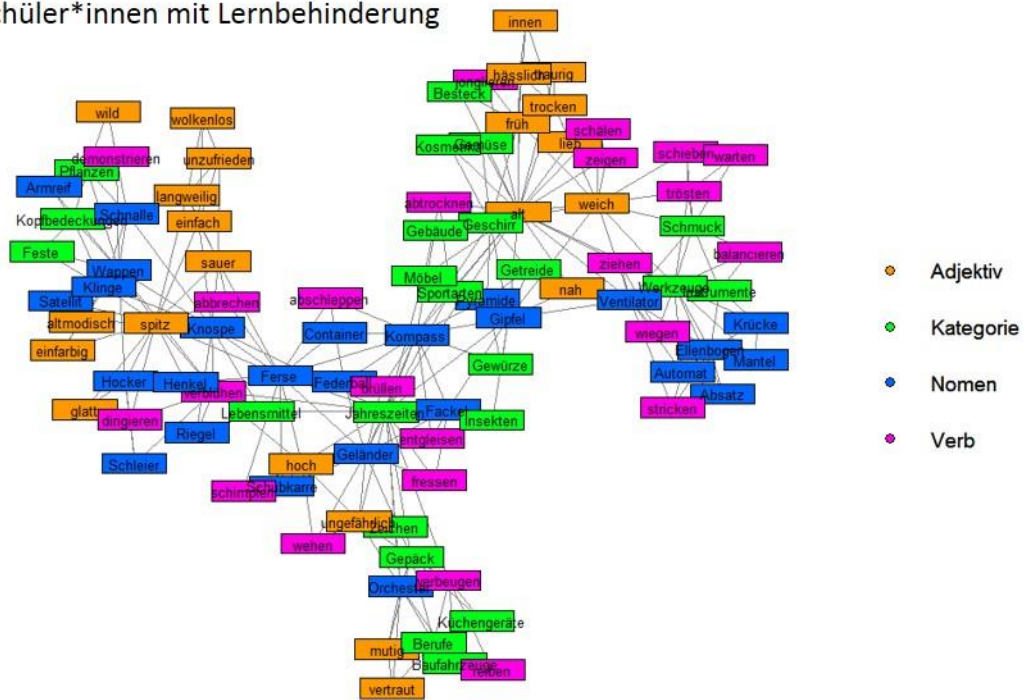 chüler*innen mit Lernbehinderung
innen
hässlich
traurig
jonglieren
Besteck
trocken
früh
wild
wolkenlos
schälen
lieb
Kosmetika
Gemüse
zeigen
schieben
warten
demonstrieren
unzufrieden
Pflanzen
Armreif
langweilig
trösten
abtrocknen
weich
alt
Kopfbedeckungen
Schnalle
einfach
Geschirr
Gebäude
Schmuck
Feste
balancieren
sauer
ziehen
Wappen
Getreide
Möbel
Klinge
Werkzeuge
Instrumente
nah
Sportarten
Pyramide
Ventilator
Satellit
abbrechen
abschleppen
altmodisch
spitz
Knospe
Gipfel
Krücke
Container
Kompass
wiegen
einfarbig
Ellenbogen
Mantel
Gewürze
Automat
Hocker
Henkel
Ferse
Federball
brüllen
verblühen
Absatz
glatt
Lebensmittel
Jahreszeiten
Fackel
stricken
dirigieren
Insekten
Riegel
entgleisen
Geländer
Schleier
hoch
fressen
schimpfen
Schubkarre
ungefährlich
Zeichen
wehen
Gepäck
Orchester
verbeugen
Küchengeräte
Berufe
mutig
Baufahrzeuge
reiben
vertraut
Adjektiv
Kategorie
Nomen
Verb